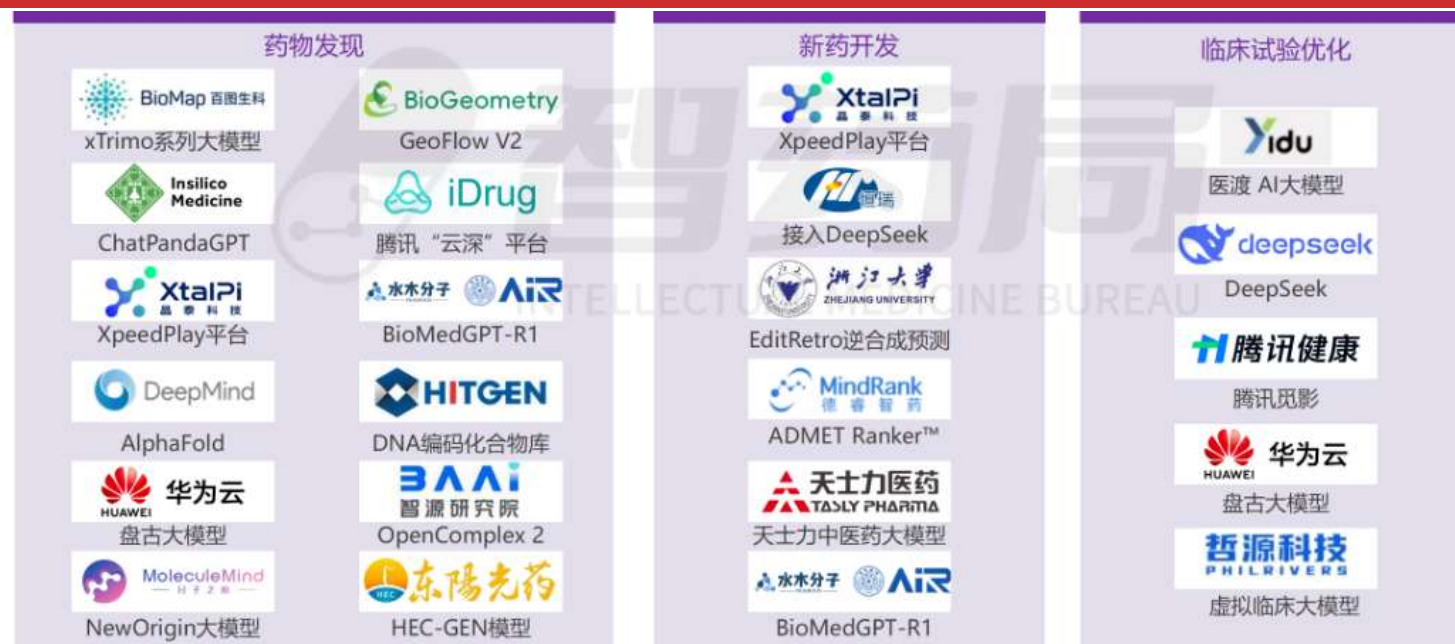 药物发现
BioMap 百图生科
xTrimo系列大模型
Insilico
Medicine
ChatPandaGPT
XtalPi
晶泰科技
XpeedPlay平台
DeepMind
AlphaFold
HUAWEI 华为云
盘古大模型
MoleculeMind
分子之心
NewOrigin大模型
BioGeometry
GeoFlow V2
iDrug
腾讯“云深”平台
水木分子 AIR
BioMedGPT-R1
HITGEN
DNA编码化合物库
BAAI
智源研究院
OpenComplex 2
HEC 东陽光药
HEC-GEN模型
新药开发
XtalPi
晶泰科技
XpeedPlay平台
恒瑞
接入DeepSeek
浙江大学
ZHEJIANG UNIVERSITY
EditRetro逆合成预测
MindRank
德睿智药
ADMET Ranker™
天士力医药
TASLY PHARMA
天士力中医药大模型
水木分子 AIR
BioMedGPT-R1
临床试验优化
Yidu
医渡 AI大模型
deepseek
DeepSeek
腾讯健康
腾讯觅影
HUAWEI 华为云
盘古大模型
哲源科技
PHILRIVERS
虚拟临床大模型
智药局
INTELLECTUAL MEDICINE BUREAU